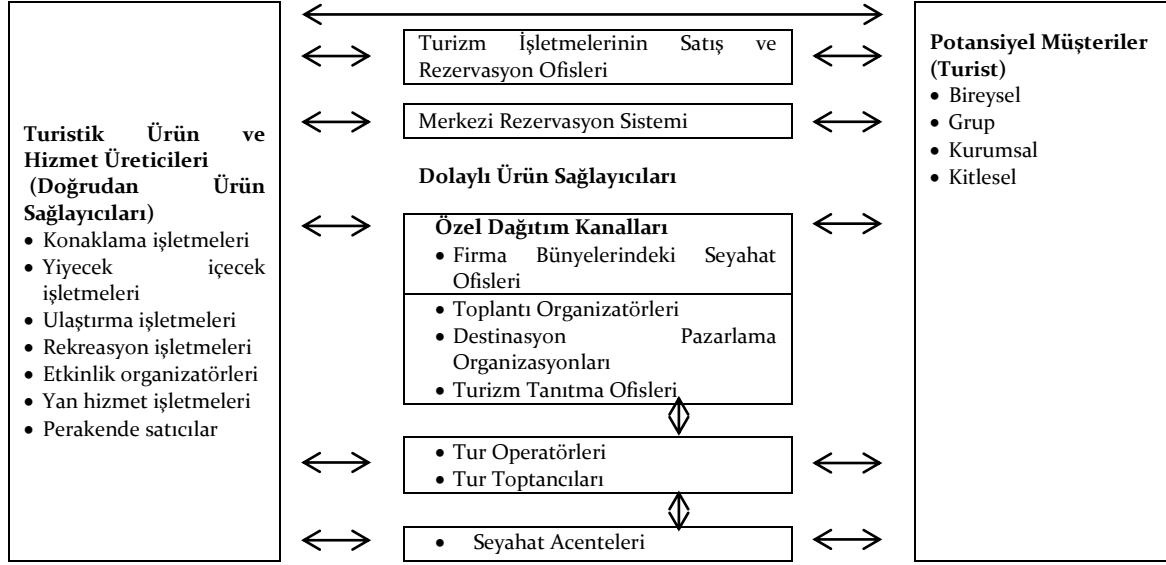 Turistik Ürün ve
Hizmet Üreticileri
(Doğrudan Ürün
Sağlayıcıları)
• Konaklama işletmeleri
• Yiyecek içecek
işletmeleri
• Ulaştırma işletmeleri
• Rekreasyon işletmeleri
• Etkinlik organizatörleri
• Yan hizmet işletmeleri
• Perakende satıcılar
Turizm İşletmelerinin Satış ve
Rezervasyon Ofisleri
Merkezi Rezervasyon Sistemi
Dolaylı Ürün Sağlayıcıları
Özel Dağıtım Kanalları
• Firma Bünyelerindeki Seyahat
Ofisleri
• Toplantı Organizatörleri
• Destinasyon Pazarlama
Organizasyonları
• Turizm Tanıtma Ofisleri
• Tur Operatörleri
• Tur Toptancıları
• Seyahat Acenteleri
Potansiyel Müşteriler
(Turist)
• Bireysel
• Grup
• Kurumsal
• Kitlesel